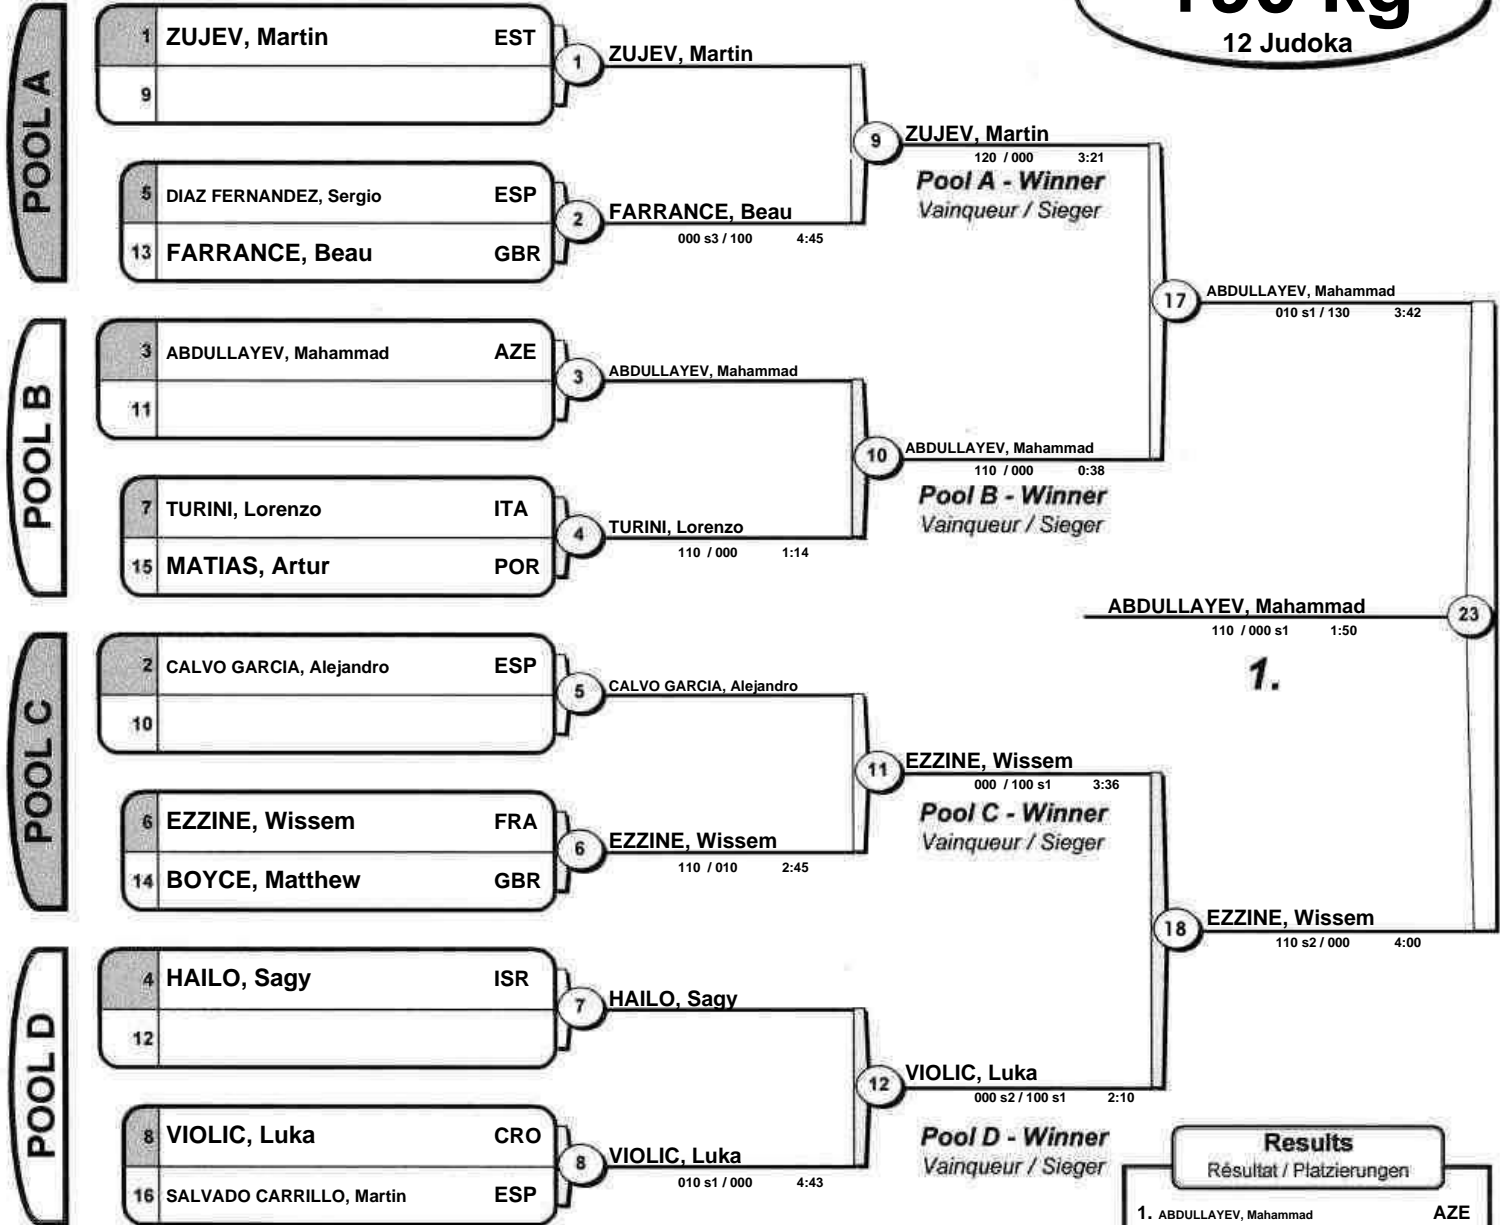 100 kg
12 Judoka
POOL A
1 ZUJEV, Martin EST
9
1 ZUJEV, Martin
5 DIAZ FERNANDEZ, Sergio ESP
13 FARRANCE, Beau GBR
2 FARRANCE, Beau
000 s3 / 100 4:45
9 ZUJEV, Martin
120 / 000 3:21
Pool A - Winner
Vainqueur / Sieger
POOL B
3 ABDULLAYEV, Mahammad AZE
11
3 ABDULLAYEV, Mahammad
7 TURINI, Lorenzo ITA
15 MATIAS, Artur POR
4 TURINI, Lorenzo
110 / 000 1:14
10 ABDULLAYEV, Mahammad
110 / 000 0:38
Pool B - Winner
Vainqueur / Sieger
17 ABDULLAYEV, Mahammad
010 s1 / 130 3:42
ABDULLAYEV, Mahammad 23
110 / 000 s1 1:50
1.
POOL C
2 CALVO GARCIA, Alejandro ESP
10
5 CALVO GARCIA, Alejandro
6 EZZINE, Wissem FRA
14 BOYCE, Matthew GBR
6 EZZINE, Wissem
110 / 010 2:45
11 EZZINE, Wissem
000 / 100 s1 3:36
Pool C - Winner
Vainqueur / Sieger
18 EZZINE, Wissem
110 s2 / 000 4:00
POOL D
4 HAILO, Sagy ISR
12
7 HAILO, Sagy
8 VIOLIC, Luka CRO
16 SALVADO CARRILLO, Martin ESP
8 VIOLIC, Luka
010 s1 / 000 4:43
12 VIOLIC, Luka
000 s2 / 100 s1 2:10
Pool D - Winner
Vainqueur / Sieger
Results
Résultat / Platzierungen
1. ABDULLAYEV, Mahammad AZE